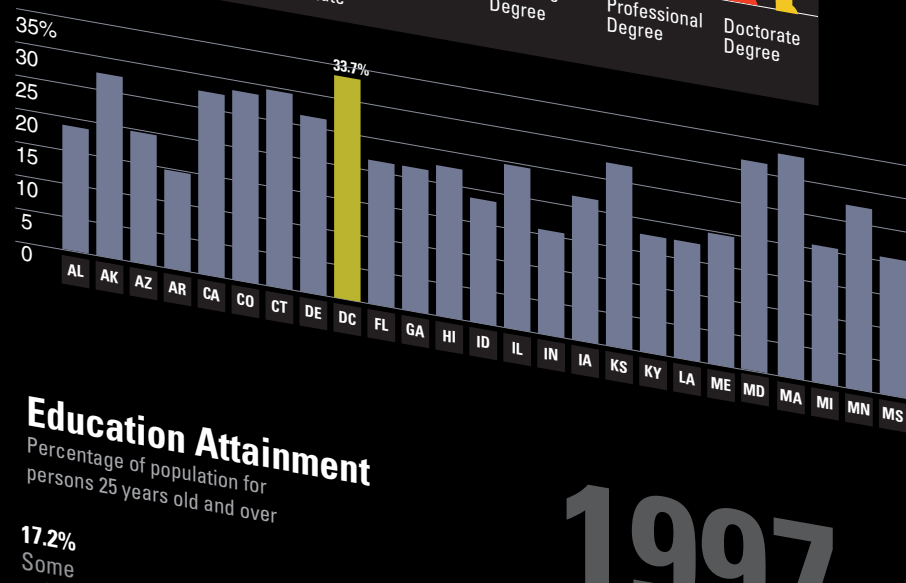 Degree
Professional
Degree
Doctorate
Degree
35%
30
25
20
15
10
5
0
33.7%
AL AK AZ AR CA CO CT DE DC FL GA HI ID IL IN IA KS KY LA ME MD MA MI MN MS
Education Attainment
Percentage of population for
persons 25 years old and over
17.2%
Some
1997